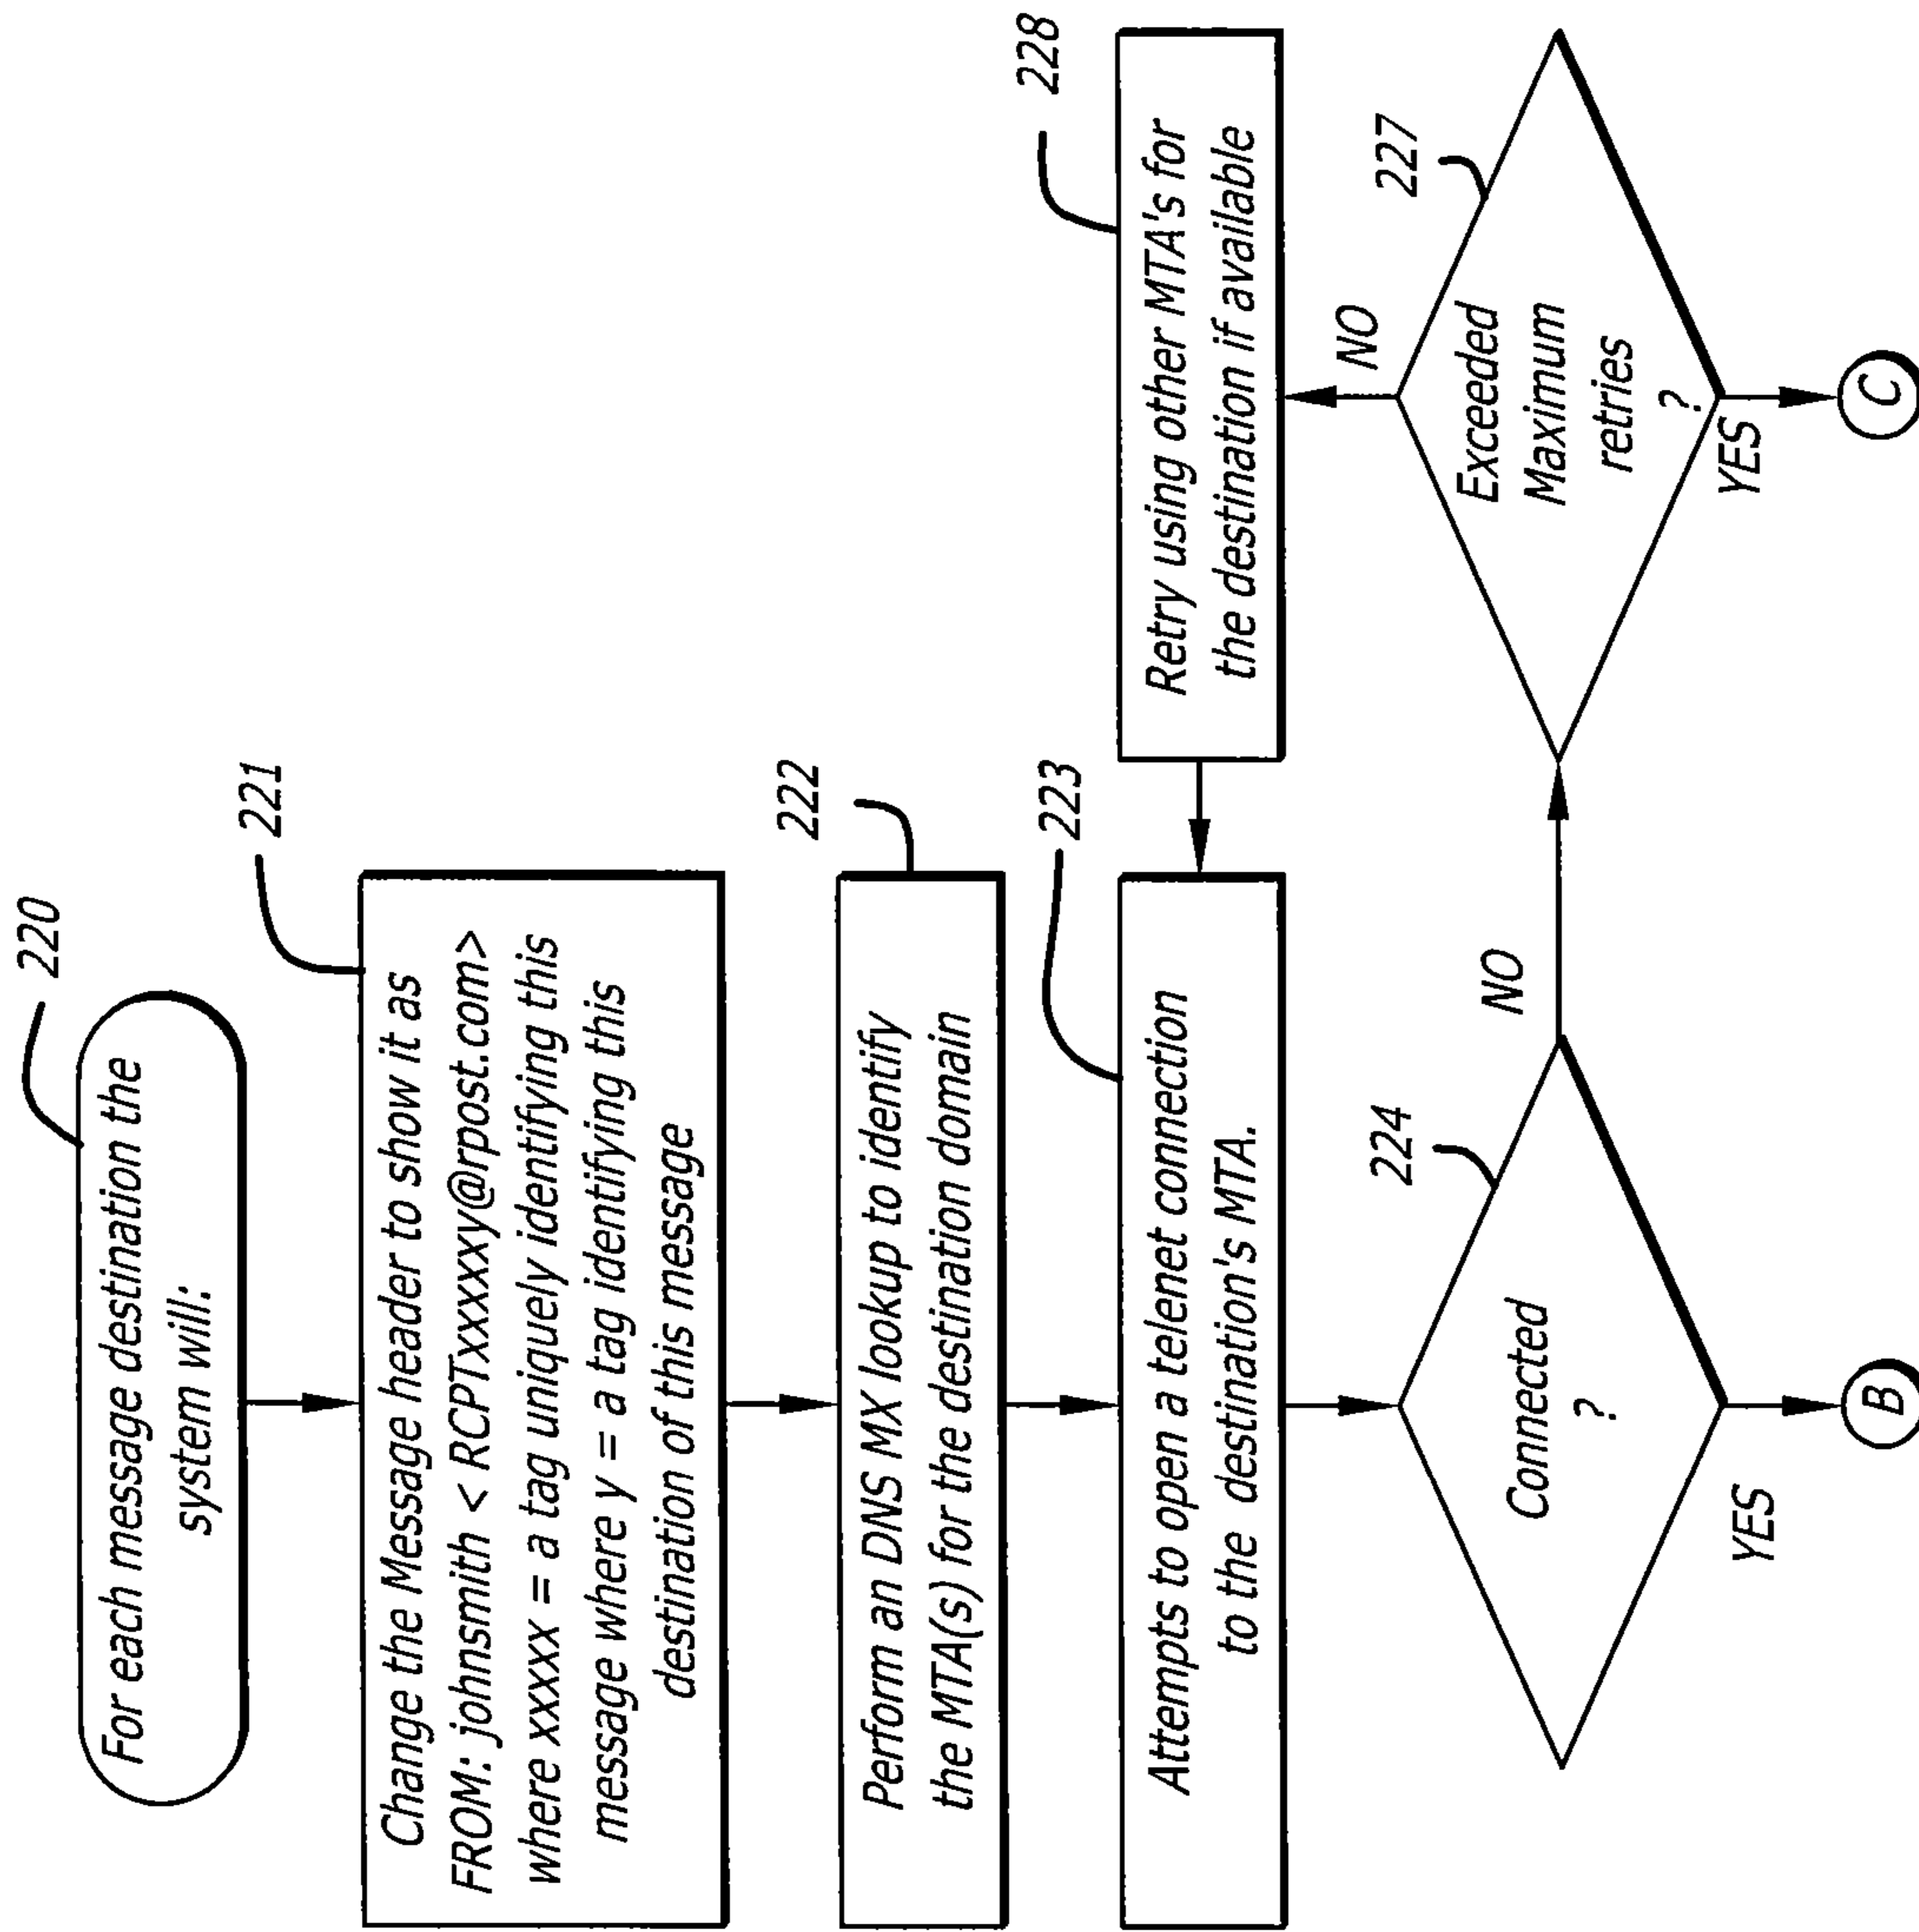 220
For each message destination the
system will:
221
Change the Message header to show it as
FROM: johnsmith < RCPTxxxxxy@rpost.com>
where xxxxx = a tag uniquely identifying this
message where y = a tag identifying this
destination of this message
222
Perform an DNS MX lookup to identify
the MTA(s) for the destination domain
223
Attempts to open a telenet connection
to the destination's MTA.
228
Retry using other MTA's for
the destination if available
224
Connected
?
NO
YES
B
227
Exceeded
Maximum
retries
?
NO
YES
C